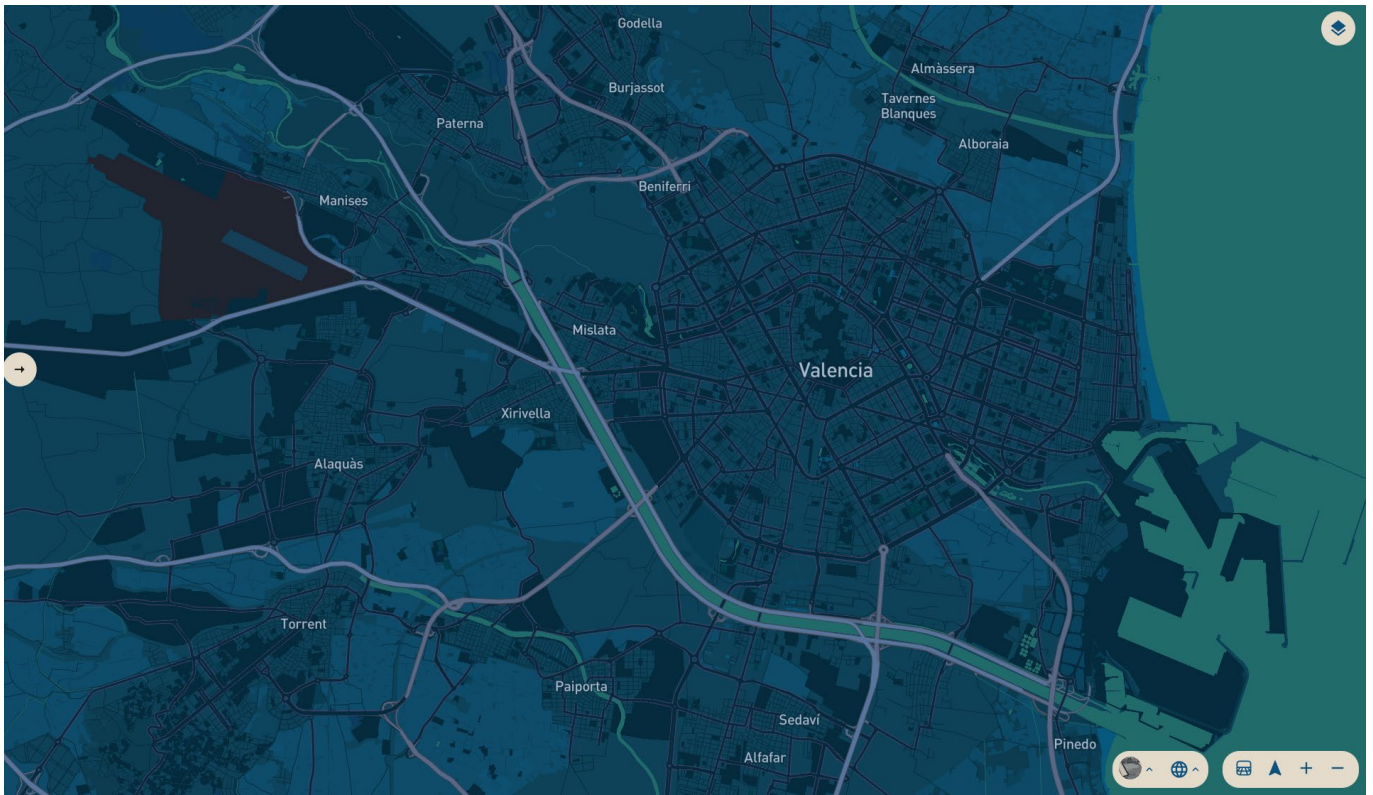 Godella
Almàssera
Burjassot
Tavernes
Blanques
Paterna
Alboraia
Beniferri
Manises
Mislata
Valencia
Xirivella
Alaquàs
Torrent
Paiporta
Sedaví
Pinedo
Alfafar